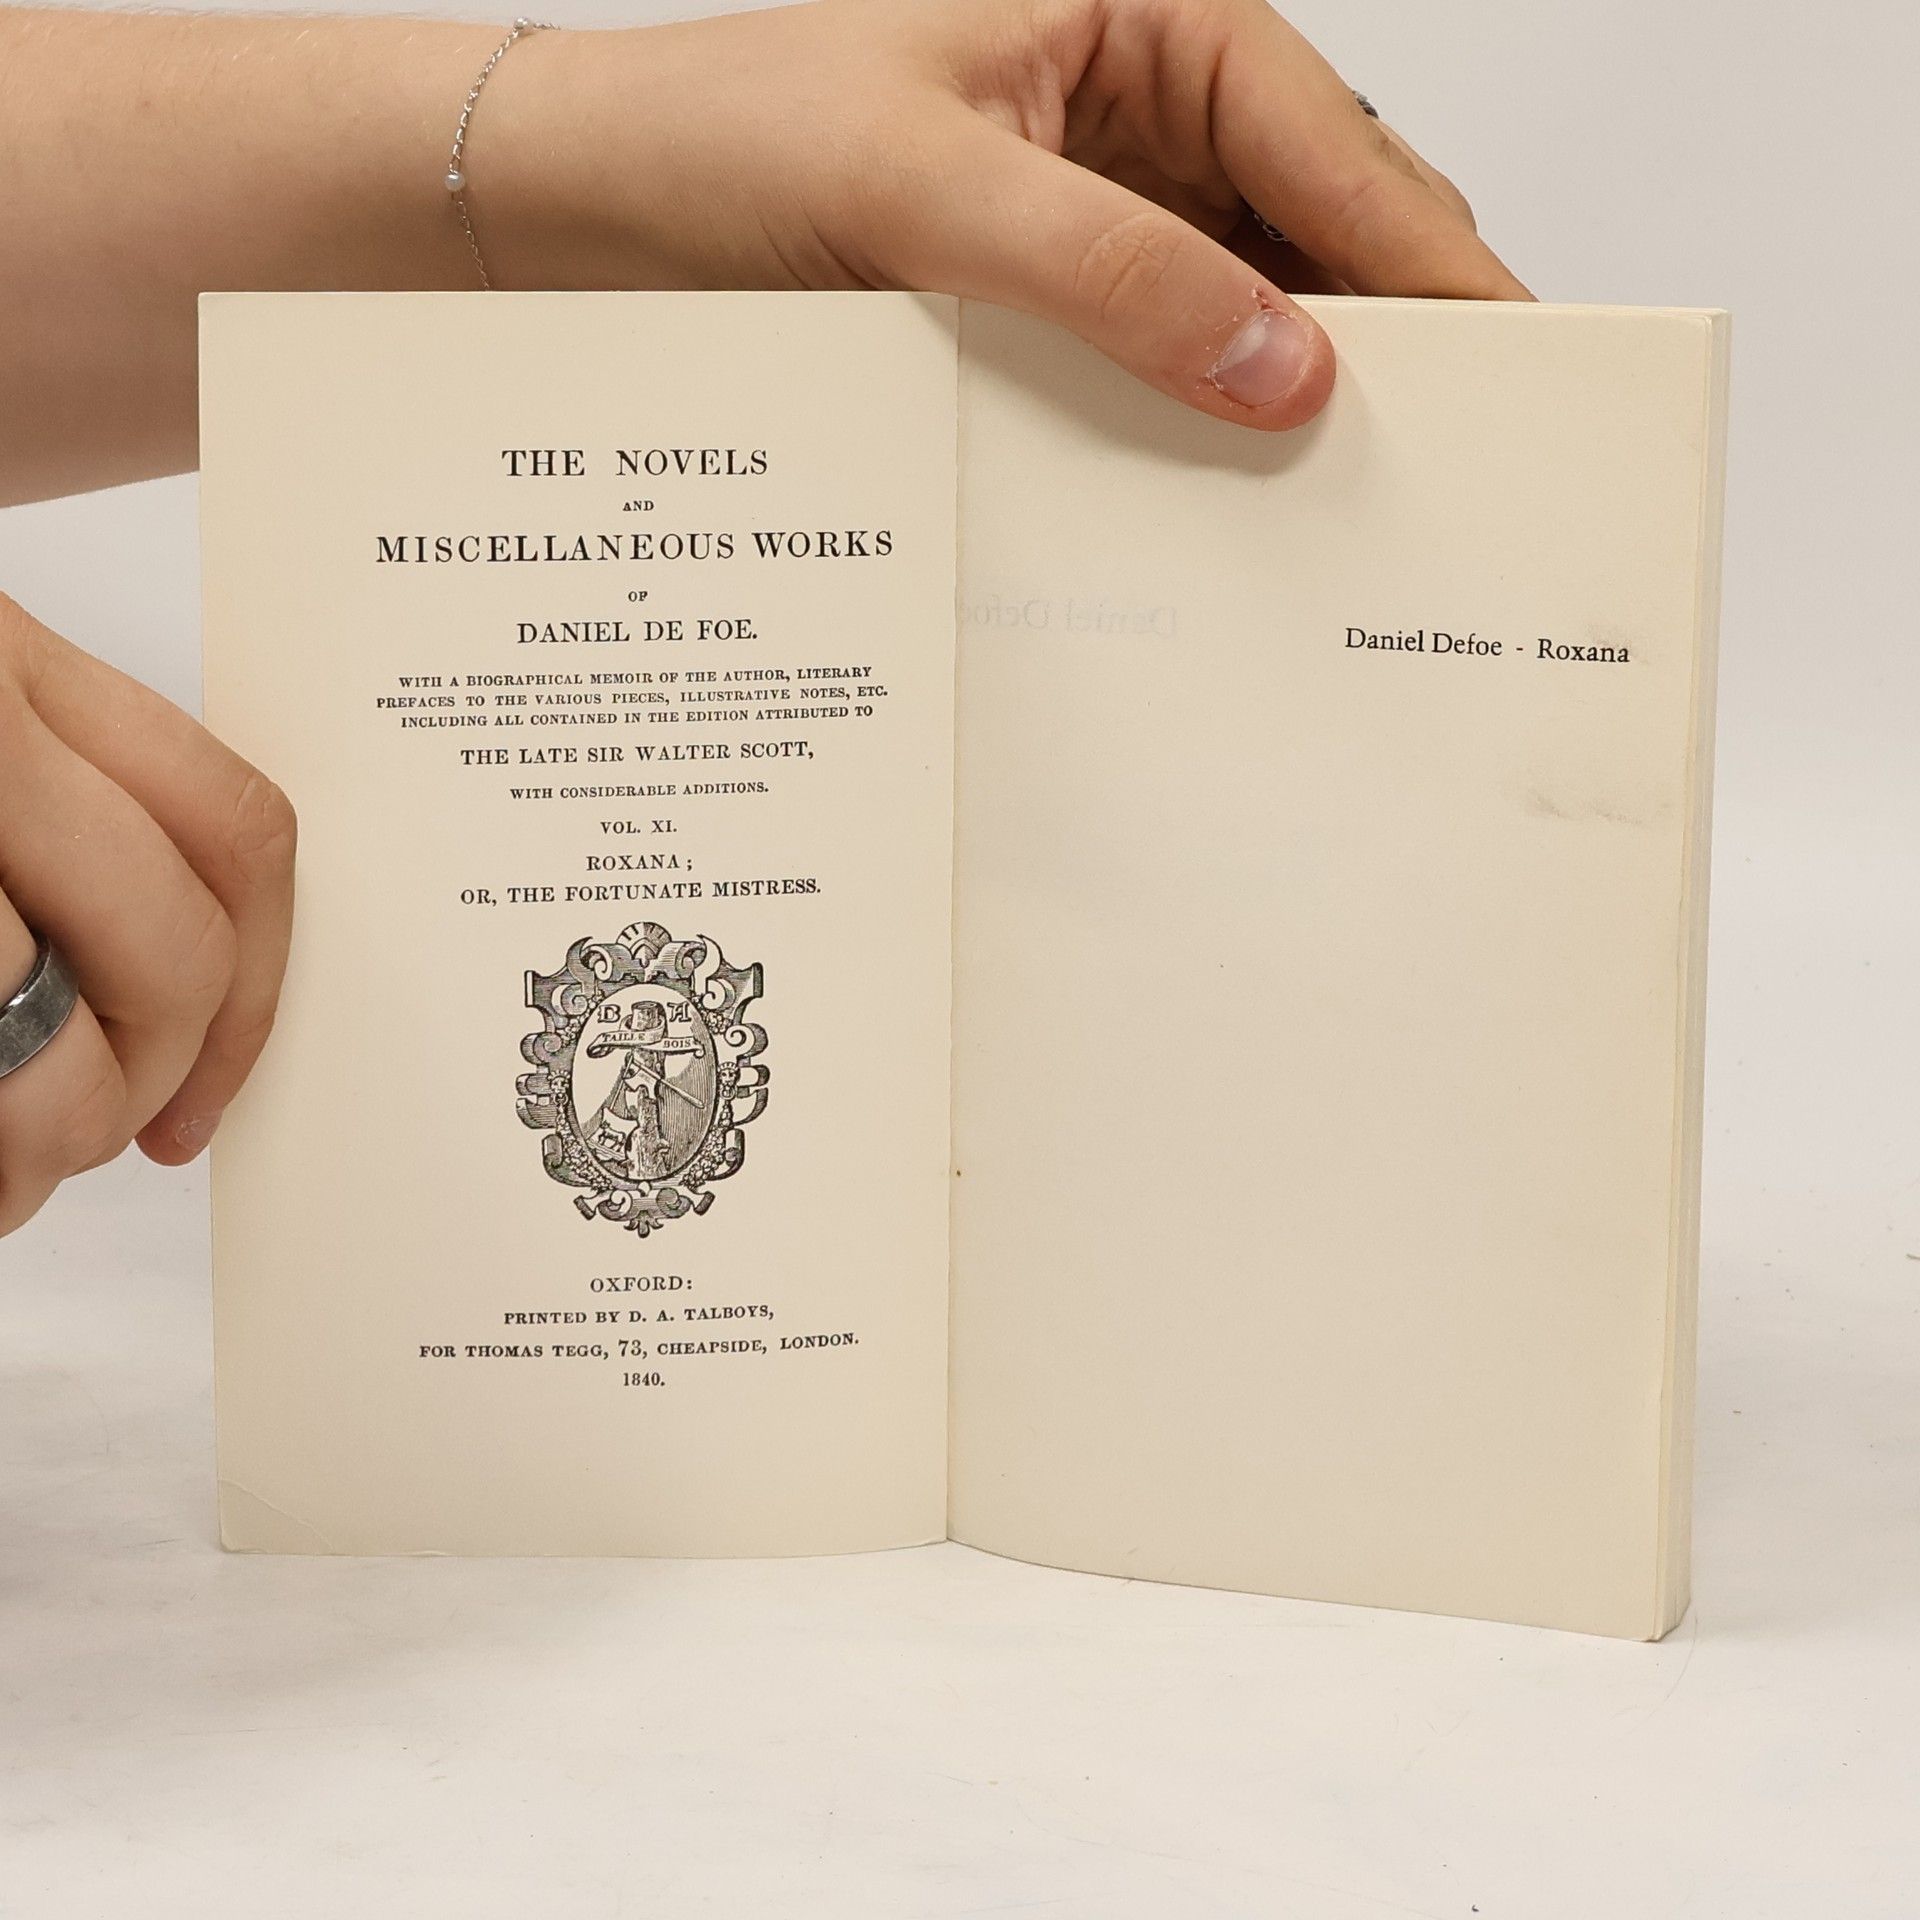 THE NOVELS
AND
MISCELLANEOUS WORKS
OF
DANIEL DE FOE.
WITH A BIOGRAPHICAL MEMOIR OF THE AUTHOR, LITERARY
PREFACES TO THE VARIOUS PIECES, ILLUSTRATIVE NOTES, ETC.
INCLUDING ALL CONTAINED IN THE EDITION ATTRIBUTED TO
THE LATE SIR WALTER SCOTT,
WITH CONSIDERABLE ADDITIONS.
VOL. XI.
ROXANA;
OR, THE FORTUNATE MISTRESS.
B A
TAILLE BOIS
OXFORD:
PRINTED BY D. A. TALBOYS,
FOR THOMAS TEGG, 73, CHEAPSIDE, LONDON.
1840.
Daniel Defoe
Daniel Defoe - Roxana